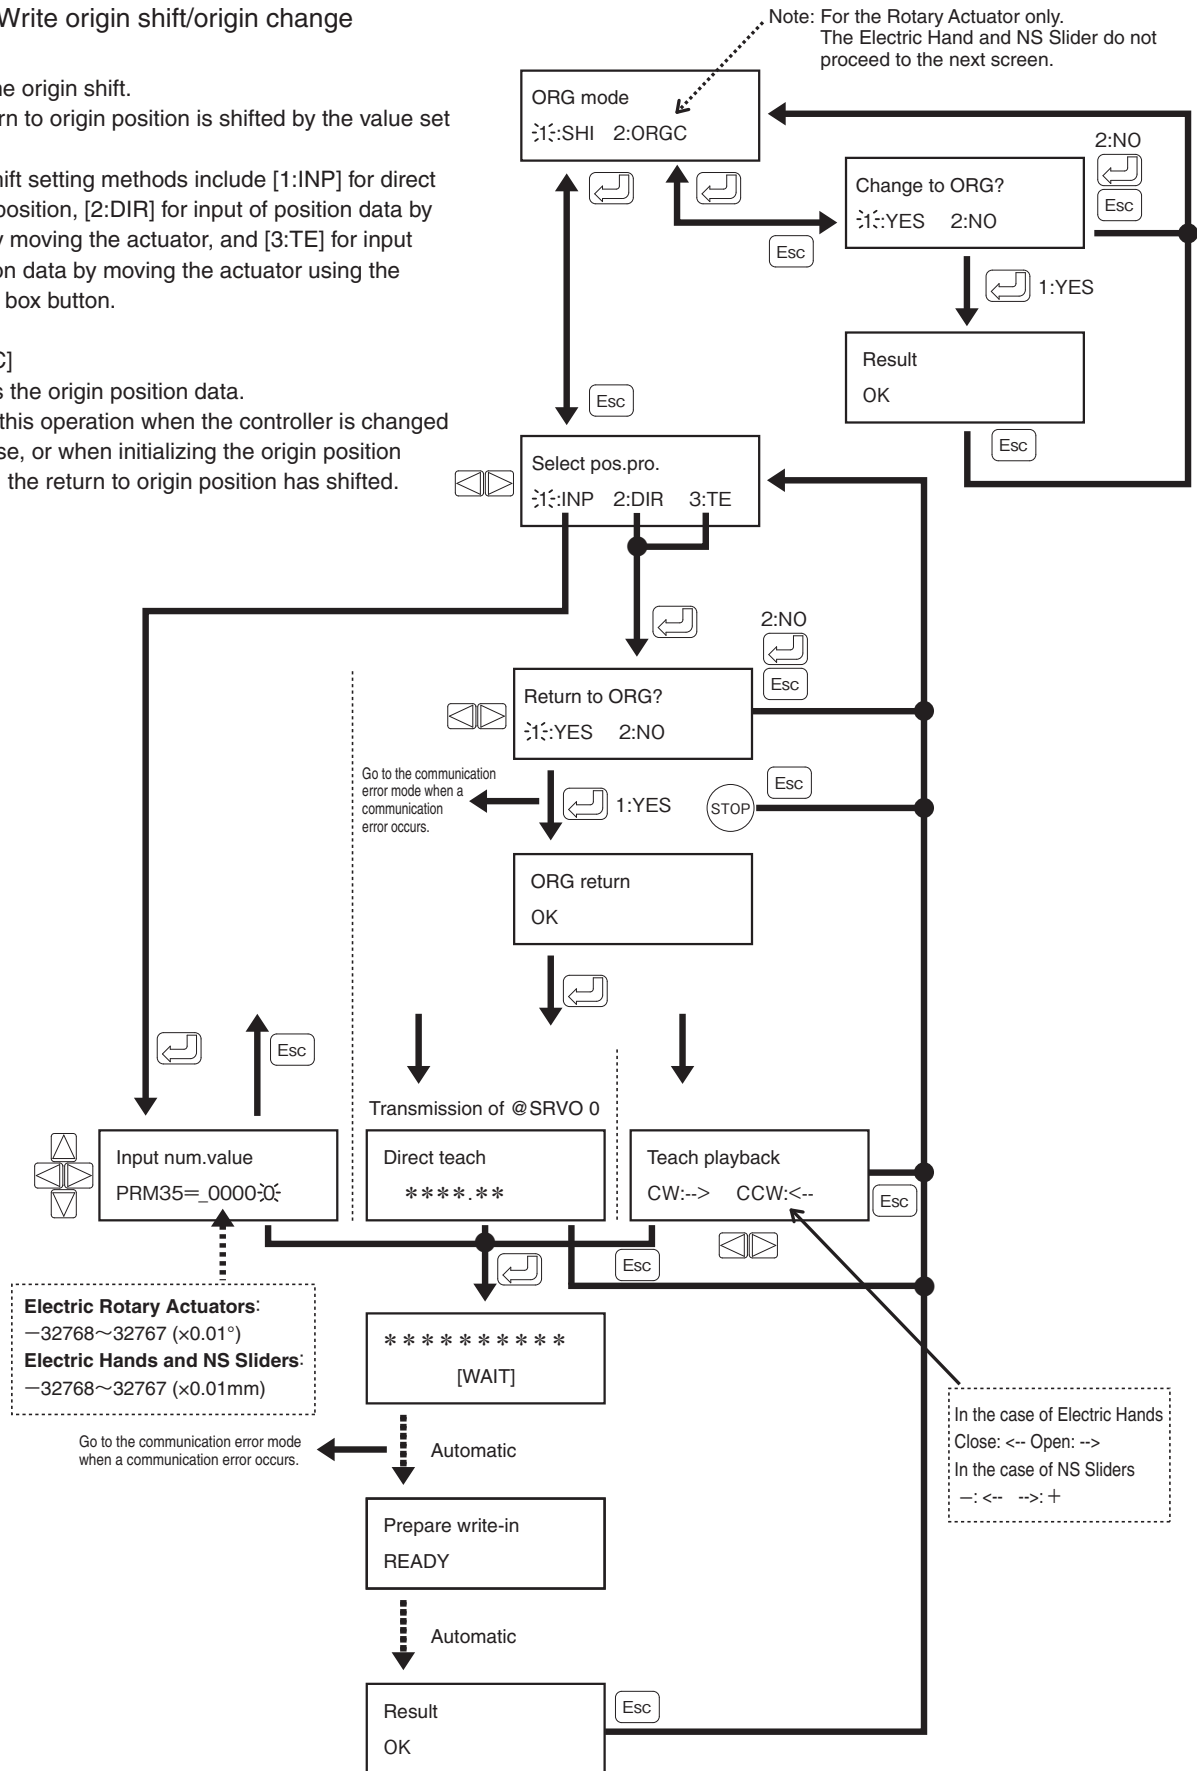 Write origin shift/origin change
Note: For the Rotary Actuator only.
The Electric Hand and NS Slider do not
proceed to the next screen.
ne origin shift.
rn to origin position is shifted by the value set
nift setting methods include [1:INP] for direct
position, [2:DIR] for input of position data by
y moving the actuator, and [3:TE] for input
on data by moving the actuator using the
box button.
C]
s the origin position data.
this operation when the controller is changed
se, or when initializing the origin position
the return to origin position has shifted.
ORG mode
1:SHI 2:ORGC
2:NO
Esc
Change to ORG?
1:YES 2:NO
Esc
1:YES
Result
OK
Esc
Esc
Select pos.pro.
1:INP 2:DIR 3:TE
2:NO
Esc
Return to ORG?
1:YES 2:NO
Go to the communication
error mode when a
communication
error occurs.
1:YES
STOP
Esc
ORG return
OK
Esc
Transmission of @SRVO 0
Input num.value
PRM35=_00000
Direct teach
****.**
Teach playback
CW:--> CCW:<--
Esc
Esc
Electric Rotary Actuators:
−32768～32767 (×0.01°)
Electric Hands and NS Sliders:
−32768～32767 (×0.01mm)
**********
[WAIT]
In the case of Electric Hands
Close: <-- Open: -->
In the case of NS Sliders
−: <-- -->: +
Go to the communication error mode
when a communication error occurs.
Automatic
Prepare write-in
READY
Automatic
Result
OK
Esc